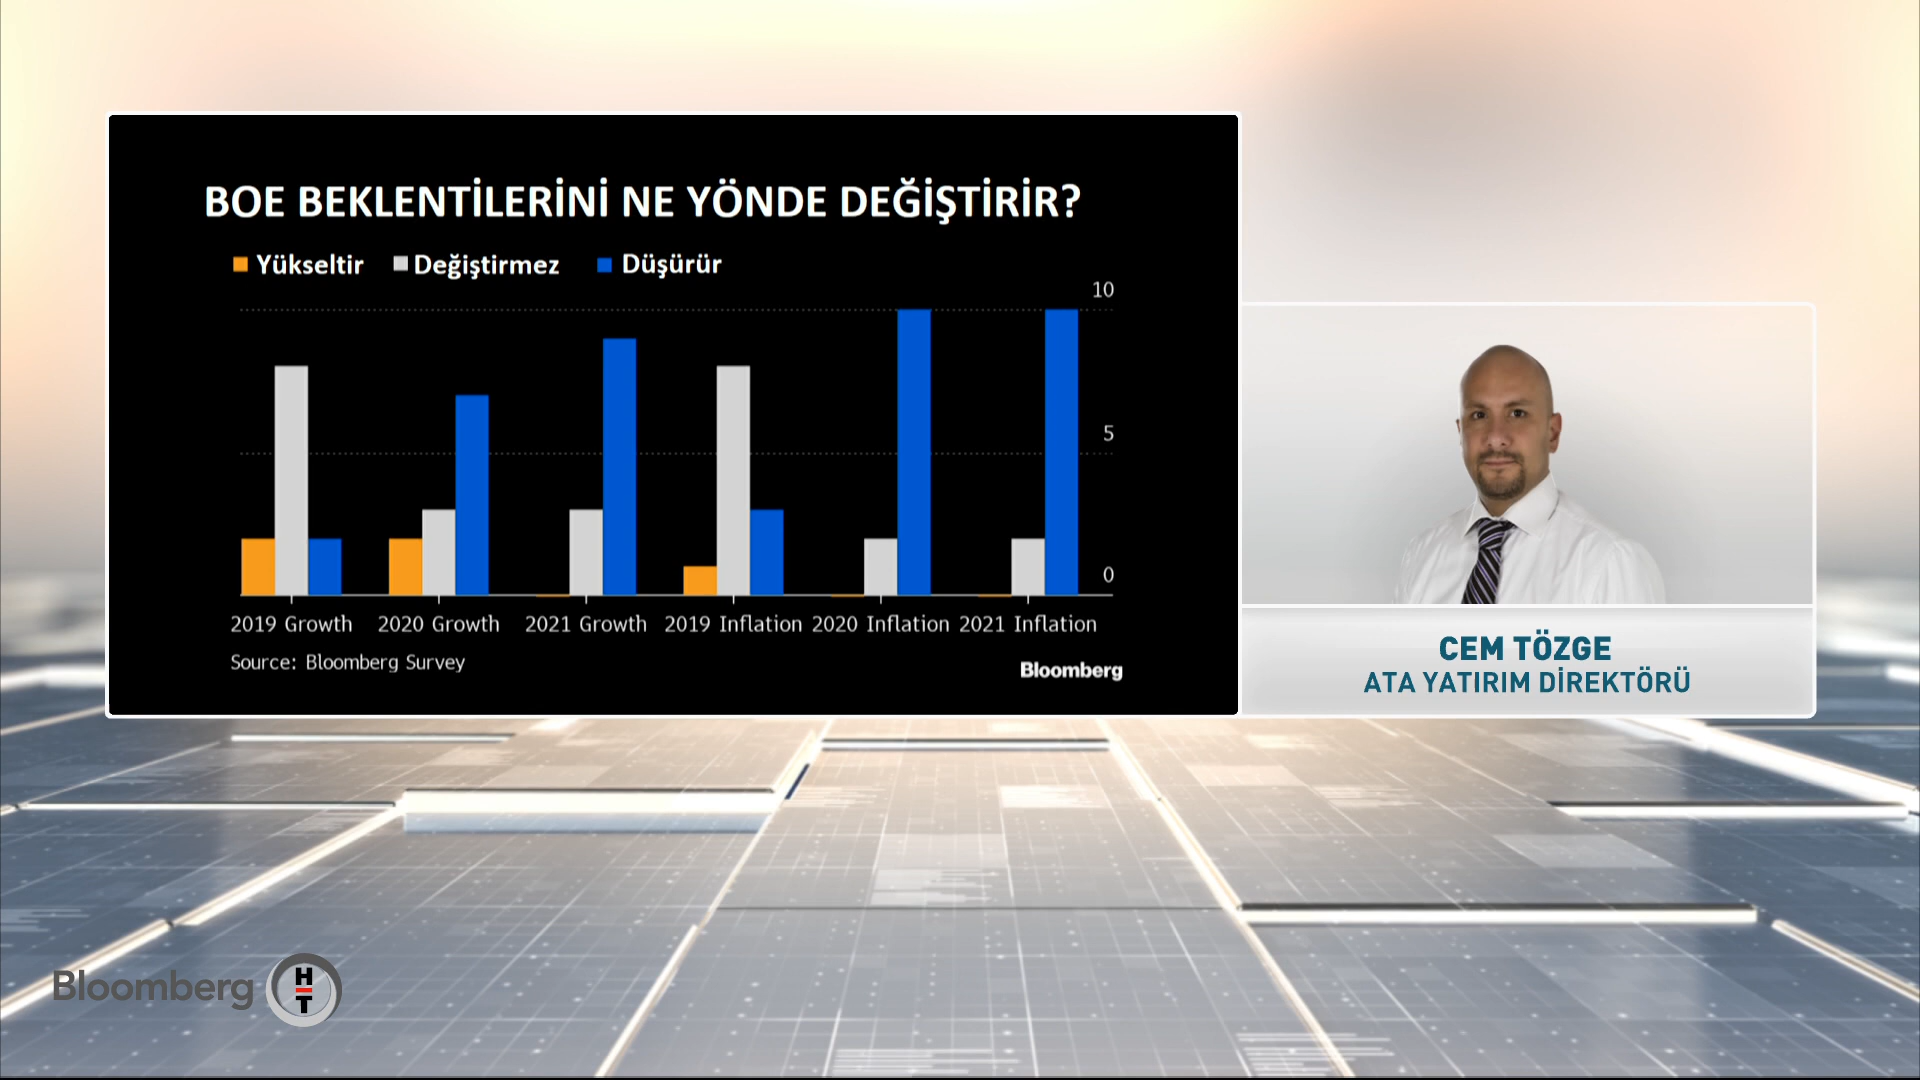 BOE BEKLENTİLERİNİ NE YÖNDE DEĞİŞTİRİR?
Yükseltir Değiştirmez Düşürür
10
5
0
2019 Growth 2020 Growth 2021 Growth 2019 Inflation 2020 Inflation 2021 Inflation
Source: Bloomberg Survey
Bloomberg
CEM TÖZGE
ATA YATIRIM DİREKTÖRÜ
Bloomberg HT